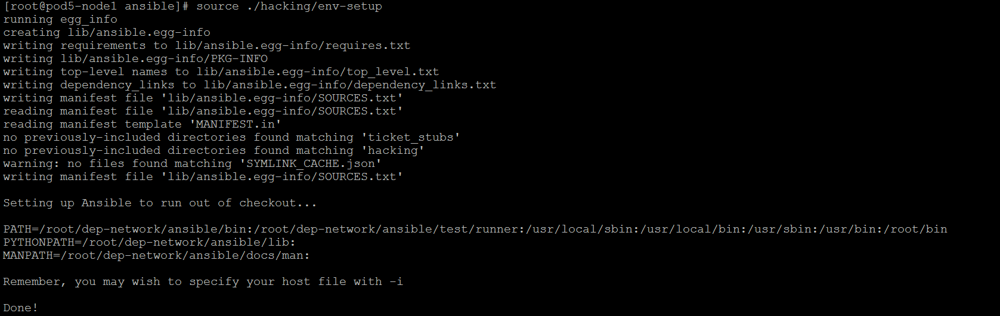 [root@pod5-node1 ansible]# source ./hacking/env-setup
running egg_info
creating lib/ansible.egg-info
writing requirements to lib/ansible.egg-info/requires.txt
writing lib/ansible.egg-info/PKG-INFO
writing top-level names to lib/ansible.egg-info/top_level.txt
writing dependency_links to lib/ansible.egg-info/dependency_links.txt
writing manifest file 'lib/ansible.egg-info/SOURCES.txt'
reading manifest file 'lib/ansible.egg-info/SOURCES.txt'
reading manifest template 'MANIFEST.in'
no previously-included directories found matching 'ticket_stubs'
no previously-included directories found matching 'hacking'
warning: no files found matching 'SYMLINK_CACHE.json'
writing manifest file 'lib/ansible.egg-info/SOURCES.txt'
Setting up Ansible to run out of checkout...
PATH=/root/dep-network/ansible/bin:/root/dep-network/ansible/test/runner:/usr/local/sbin:/usr/local/bin:/usr/sbin:/usr/bin:/root/bin
PYTHONPATH=/root/dep-network/ansible/lib:
MANPATH=/root/dep-network/ansible/docs/man:
Remember, you may wish to specify your host file with -i
Done!